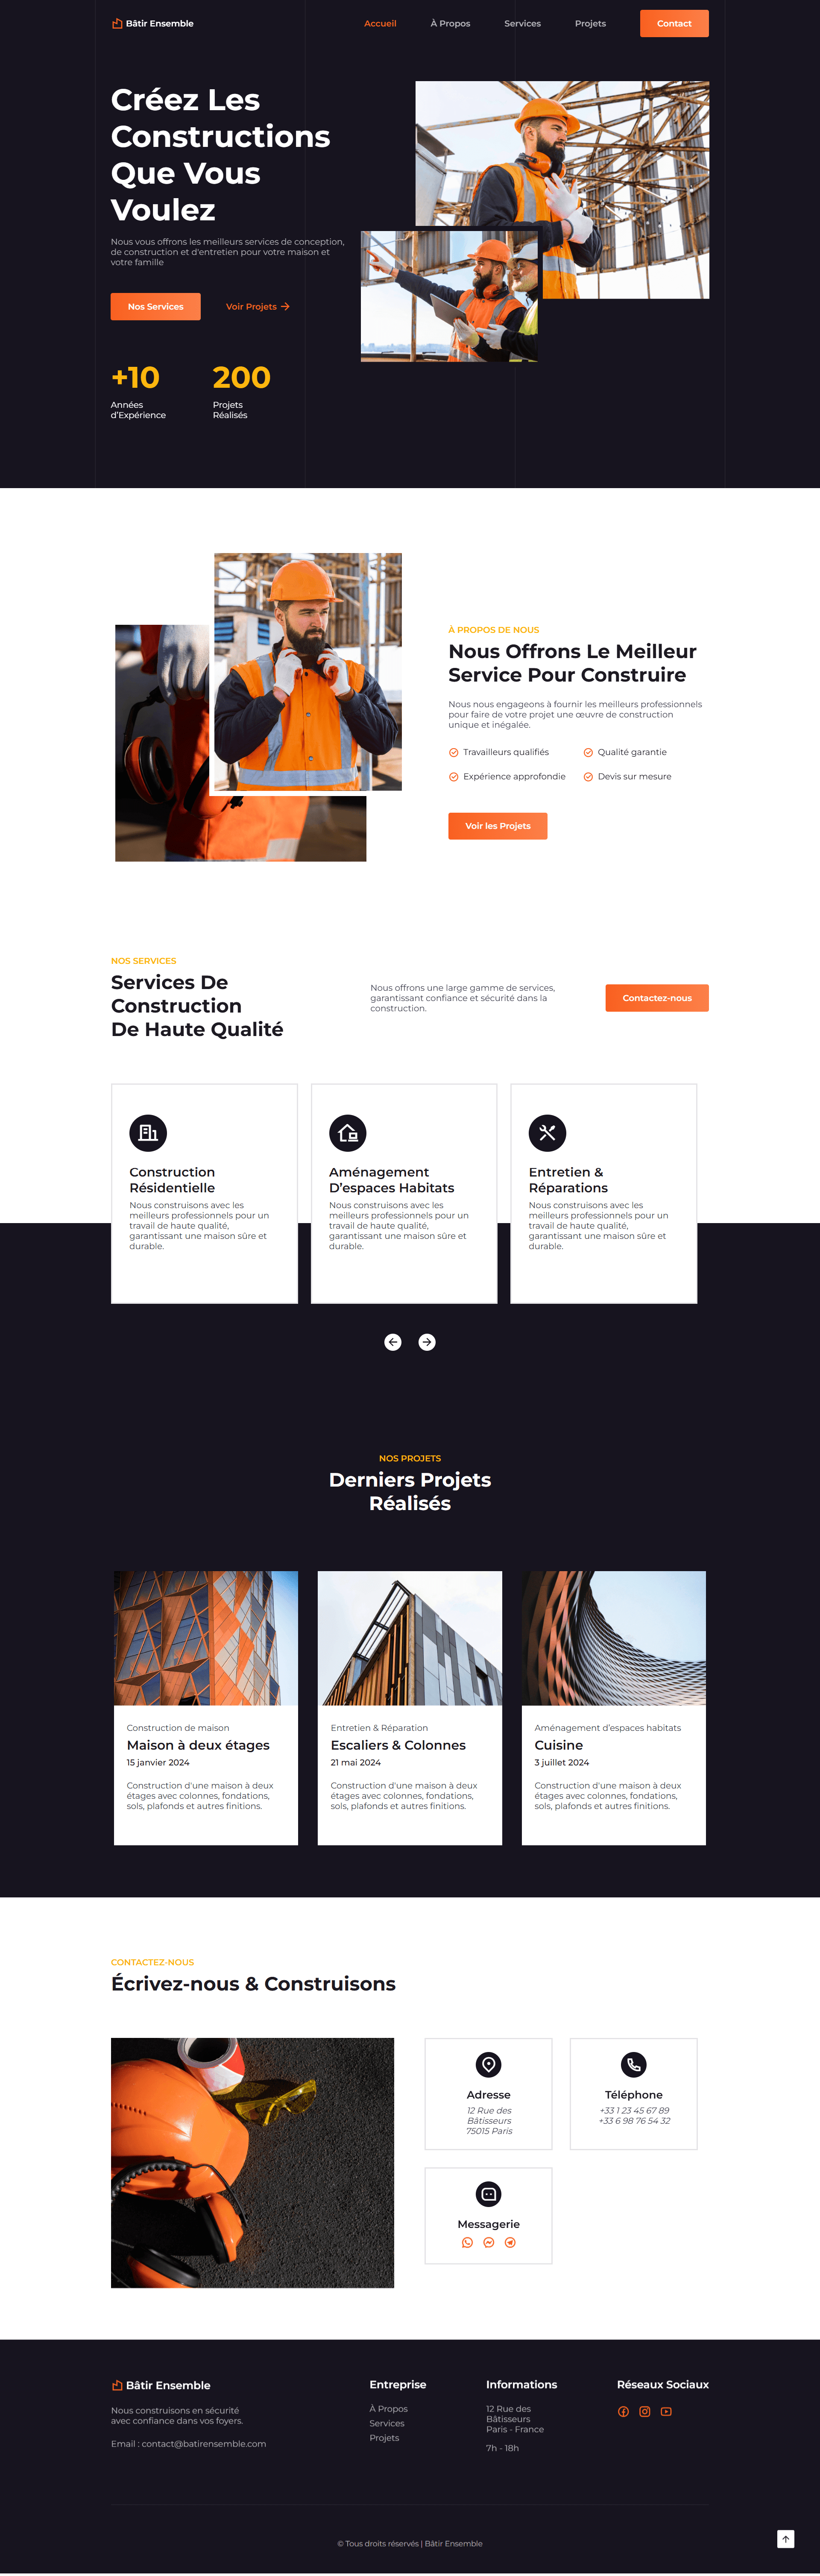 Bâtir Ensemble
Accueil
À Propos
Services
Projets
Contact
Créez Les
Constructions
Que Vous
Voulez
Nous vous offrons les meilleurs services de conception,
de construction et d'entretien pour votre maison et
votre famille
Nos Services
Voir Projets
+10
Années
d'Expérience
200
Projets
Réalisés
À PROPOS DE NOUS
Nous Offrons Le Meilleur
Service Pour Construire
Nous nous engageons à fournir les meilleurs professionnels
pour faire de votre projet une œuvre de construction
unique et inégalée.
Travailleurs qualifiés
Qualité garantie
Expérience approfondie
Devis sur mesure
Voir les Projets
NOS SERVICES
Services De
Construction
De Haute Qualité
Nous offrons une large gamme de services,
garantissant confiance et sécurité dans la
construction.
Contactez-nous
Construction
Résidentielle
Nous construisons avec les
meilleurs professionnels pour un
travail de haute qualité,
garantissant une maison sûre et
durable.
Aménagement
D'espaces Habitats
Nous construisons avec les
meilleurs professionnels pour un
travail de haute qualité,
garantissant une maison sûre et
durable.
Entretien &
Réparations
Nous construisons avec les
meilleurs professionnels pour un
travail de haute qualité,
garantissant une maison sûre et
durable.
NOS PROJETS
Derniers Projets
Réalisés
Construction de maison
Maison à deux étages
15 janvier 2024
Construction d'une maison à deux
étages avec colonnes, fondations,
sols, plafonds et autres finitions.
Entretien & Réparation
Escaliers & Colonnes
21 mai 2024
Construction d'une maison à deux
étages avec colonnes, fondations,
sols, plafonds et autres finitions.
Aménagement d'espaces habitats
Cuisine
3 juillet 2024
Construction d'une maison à deux
étages avec colonnes, fondations,
sols, plafonds et autres finitions.
CONTACTEZ-NOUS
Écrivez-nous & Construisons
Adresse
12 Rue des
Bâtisseurs
75015 Paris
Téléphone
+33 1 23 45 67 89
+33 6 98 76 54 32
Messagerie
Bâtir Ensemble
Nous construisons en sécurité
avec confiance dans vos foyers.
Email : contact@batirensemble.com
Entreprise
À Propos
Services
Projets
Informations
12 Rue des
Bâtisseurs
Paris - France
7h - 18h
Réseaux Sociaux
© Tous droits réservés | Bâtir Ensemble